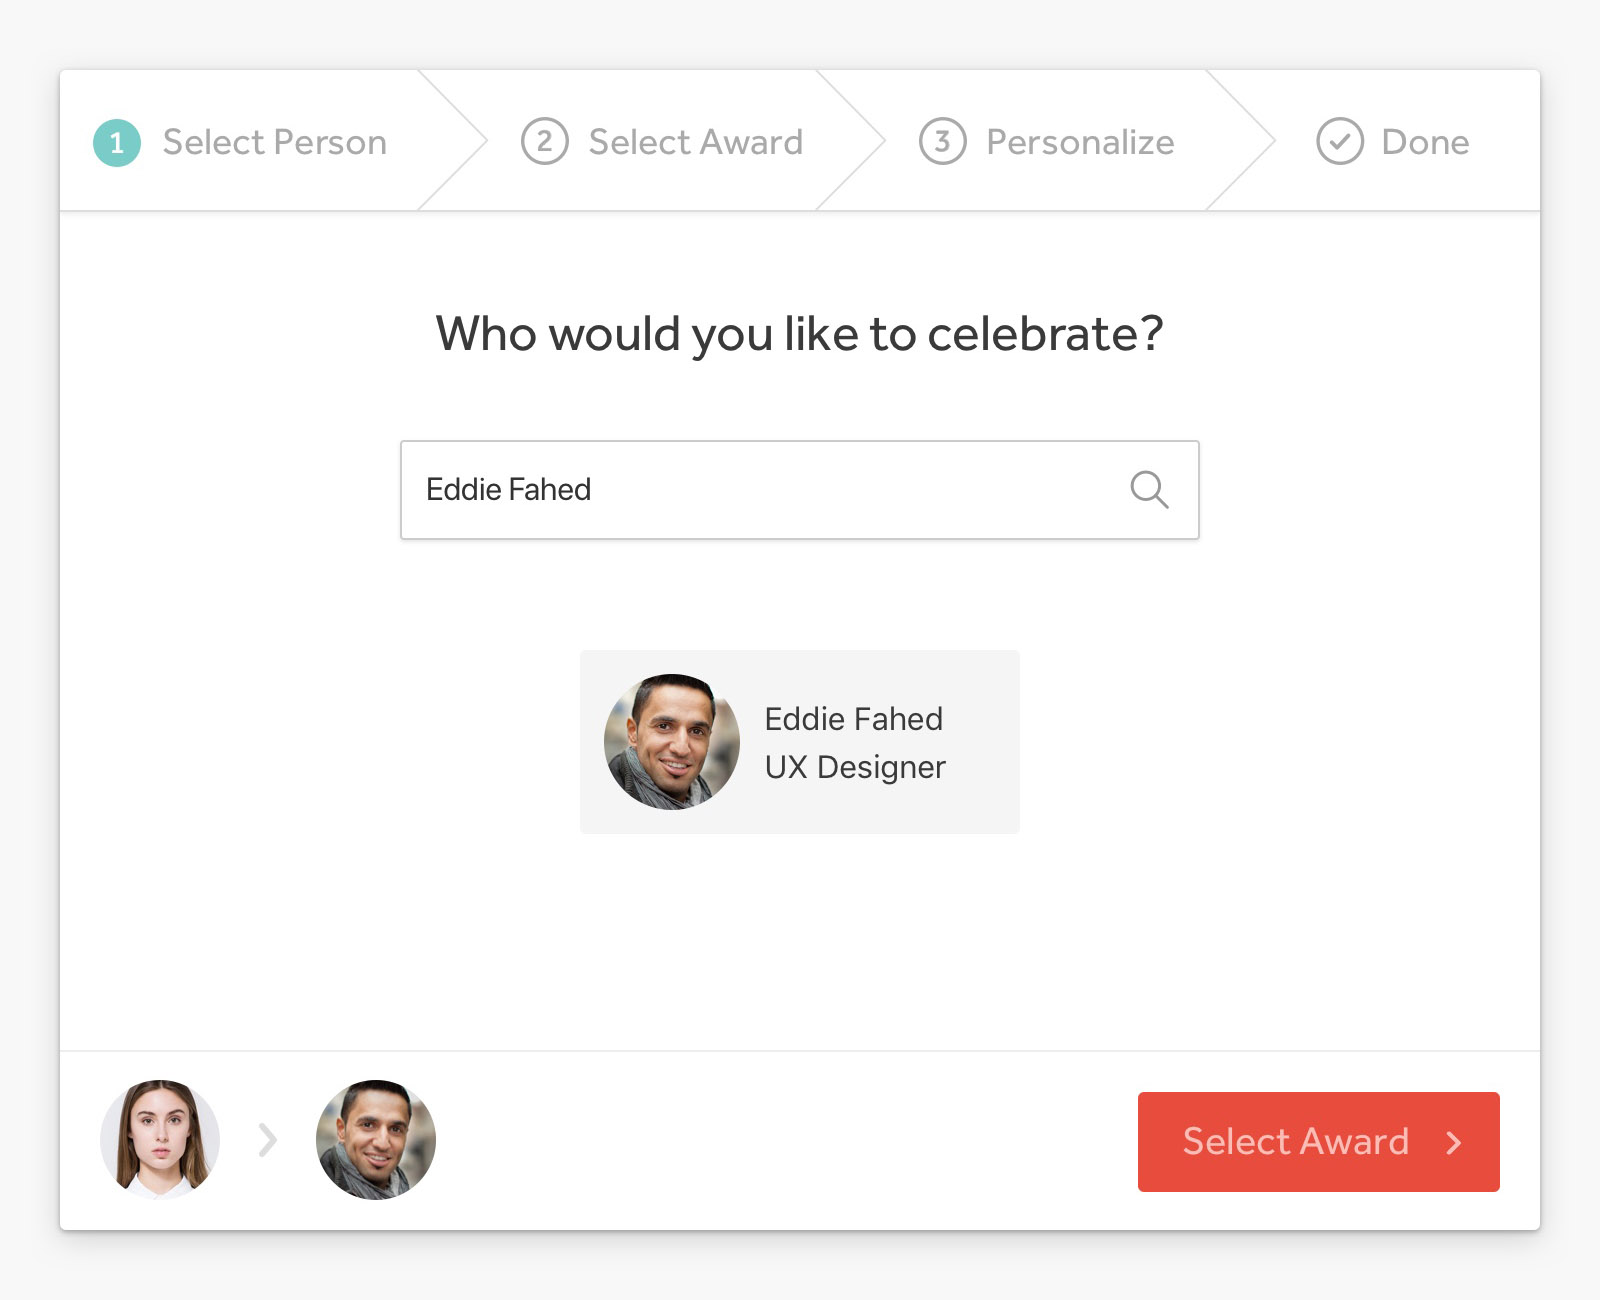 1 Select Person
2 Select Award
3 Personalize
Done
Who would you like to celebrate?
Eddie Fahed
Eddie Fahed
UX Designer
Select Award